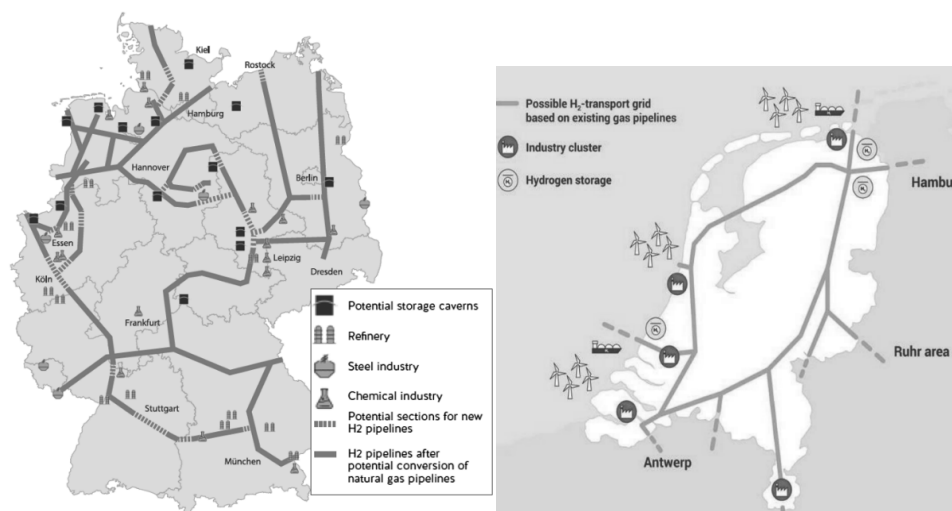 Kiel
Rostock
Hamburg
Hannover
Berlin
Essen
Leipzig
Köln
Dresden
Frankfurt
Stuttgart
München
Potential storage caverns
Refinery
Steel industry
Chemical industry
Potential sections for new
H2 pipelines
H2 pipelines after
potential conversion of
natural gas pipelines
Possible H₂-transport grid
based on existing gas pipelines
Industry cluster
Hydrogen storage
Hambu
Ruhr area
Antwerp